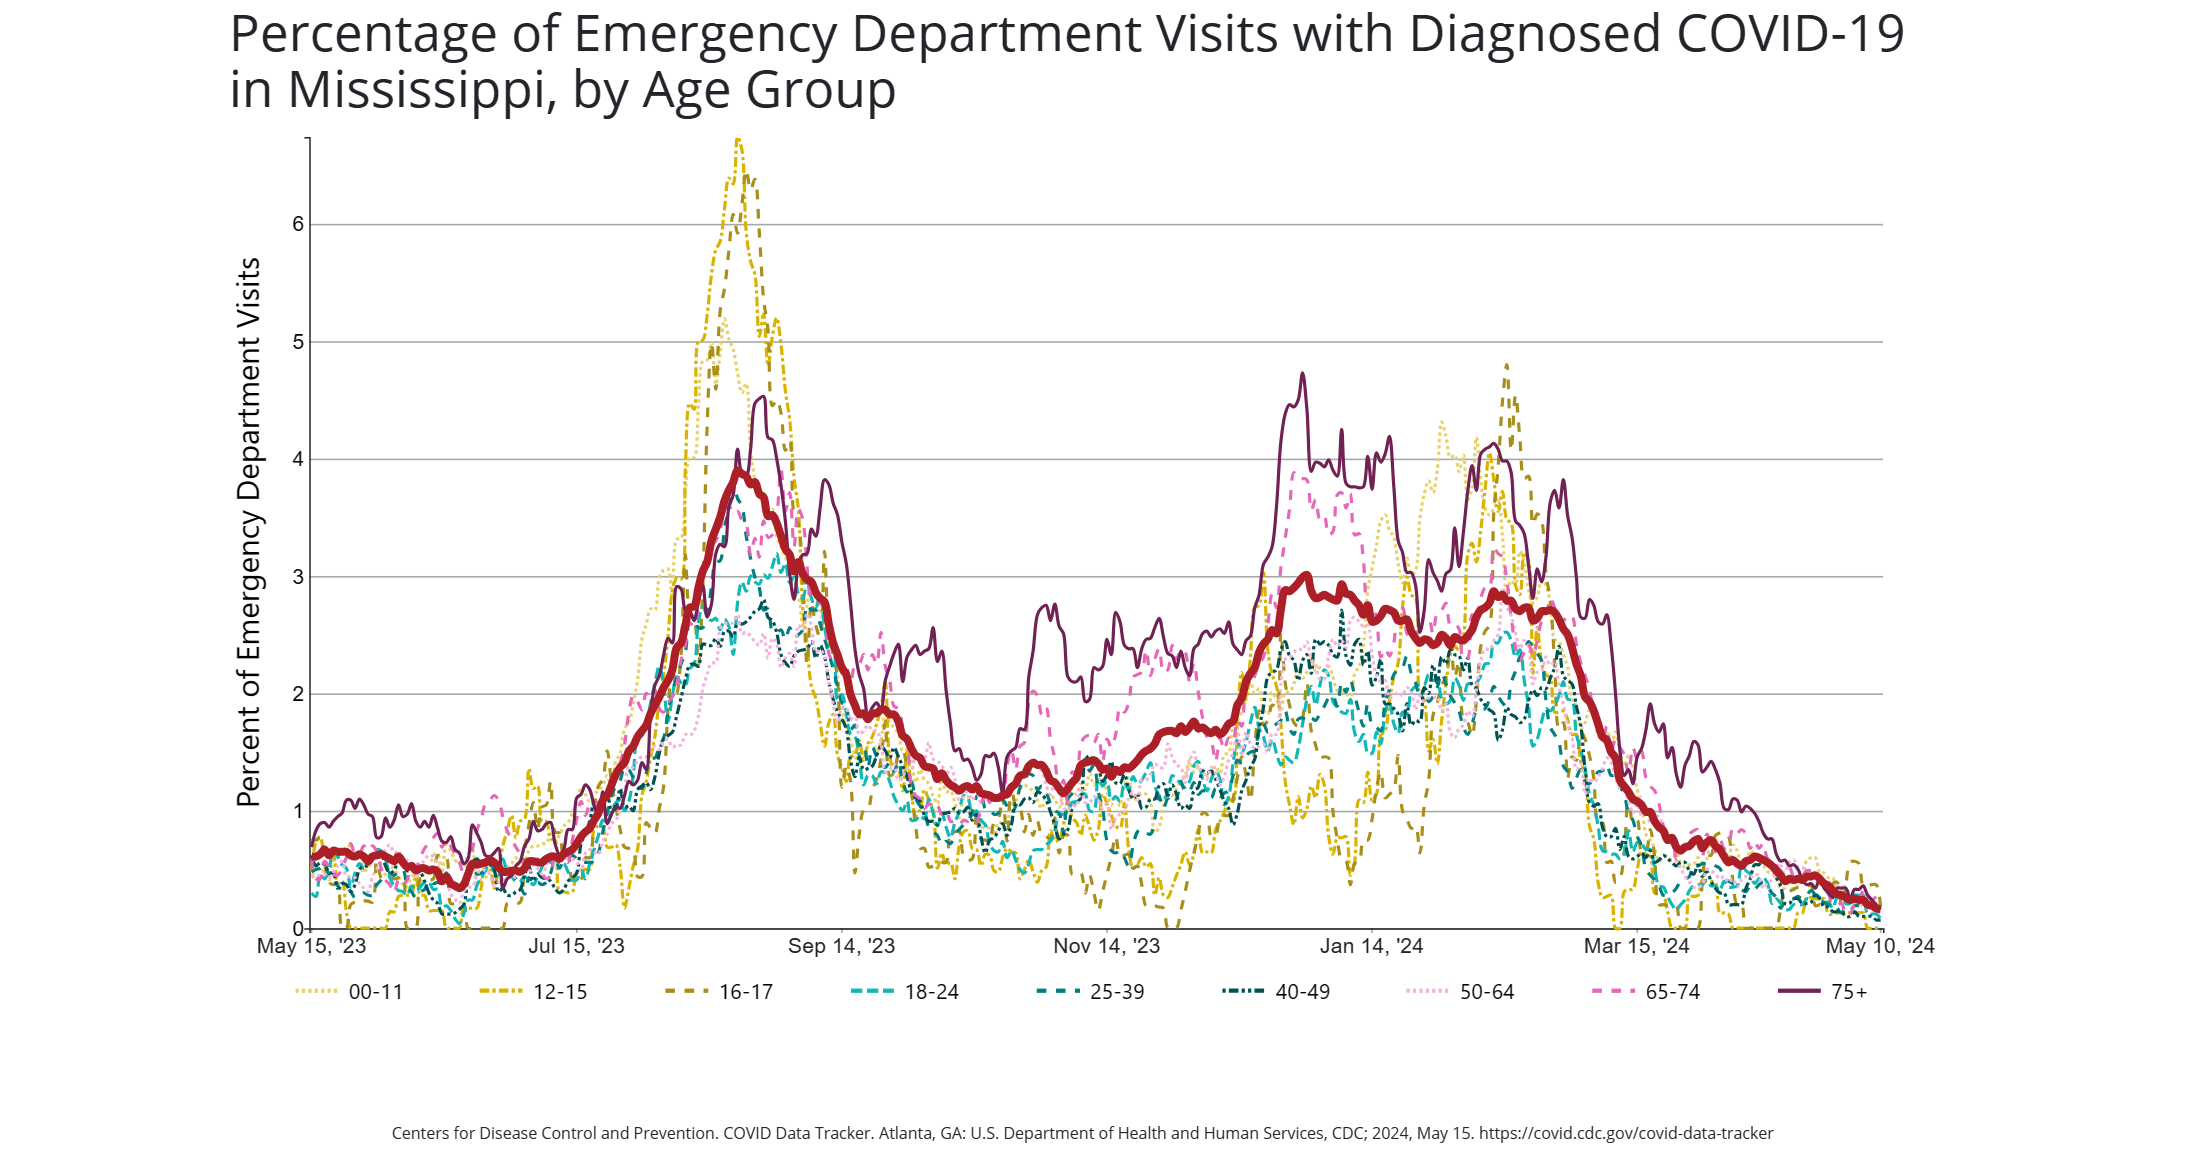 Percentage of Emergency Department Visits with Diagnosed COVID-19
in Mississippi, by Age Group
Percent of Emergency Department Visits
6
5
4
3
2
1
0
May 15, '23
Jul 15, '23
Sep 14, '23
Nov 14, '23
Jan 14, '24
Mar 15, '24
May 10, '24
00-11
12-15
16-17
18-24
25-39
40-49
50-64
65-74
75+
Centers for Disease Control and Prevention. COVID Data Tracker. Atlanta, GA: U.S. Department of Health and Human Services, CDC; 2024, May 15. https://covid.cdc.gov/covid-data-tracker